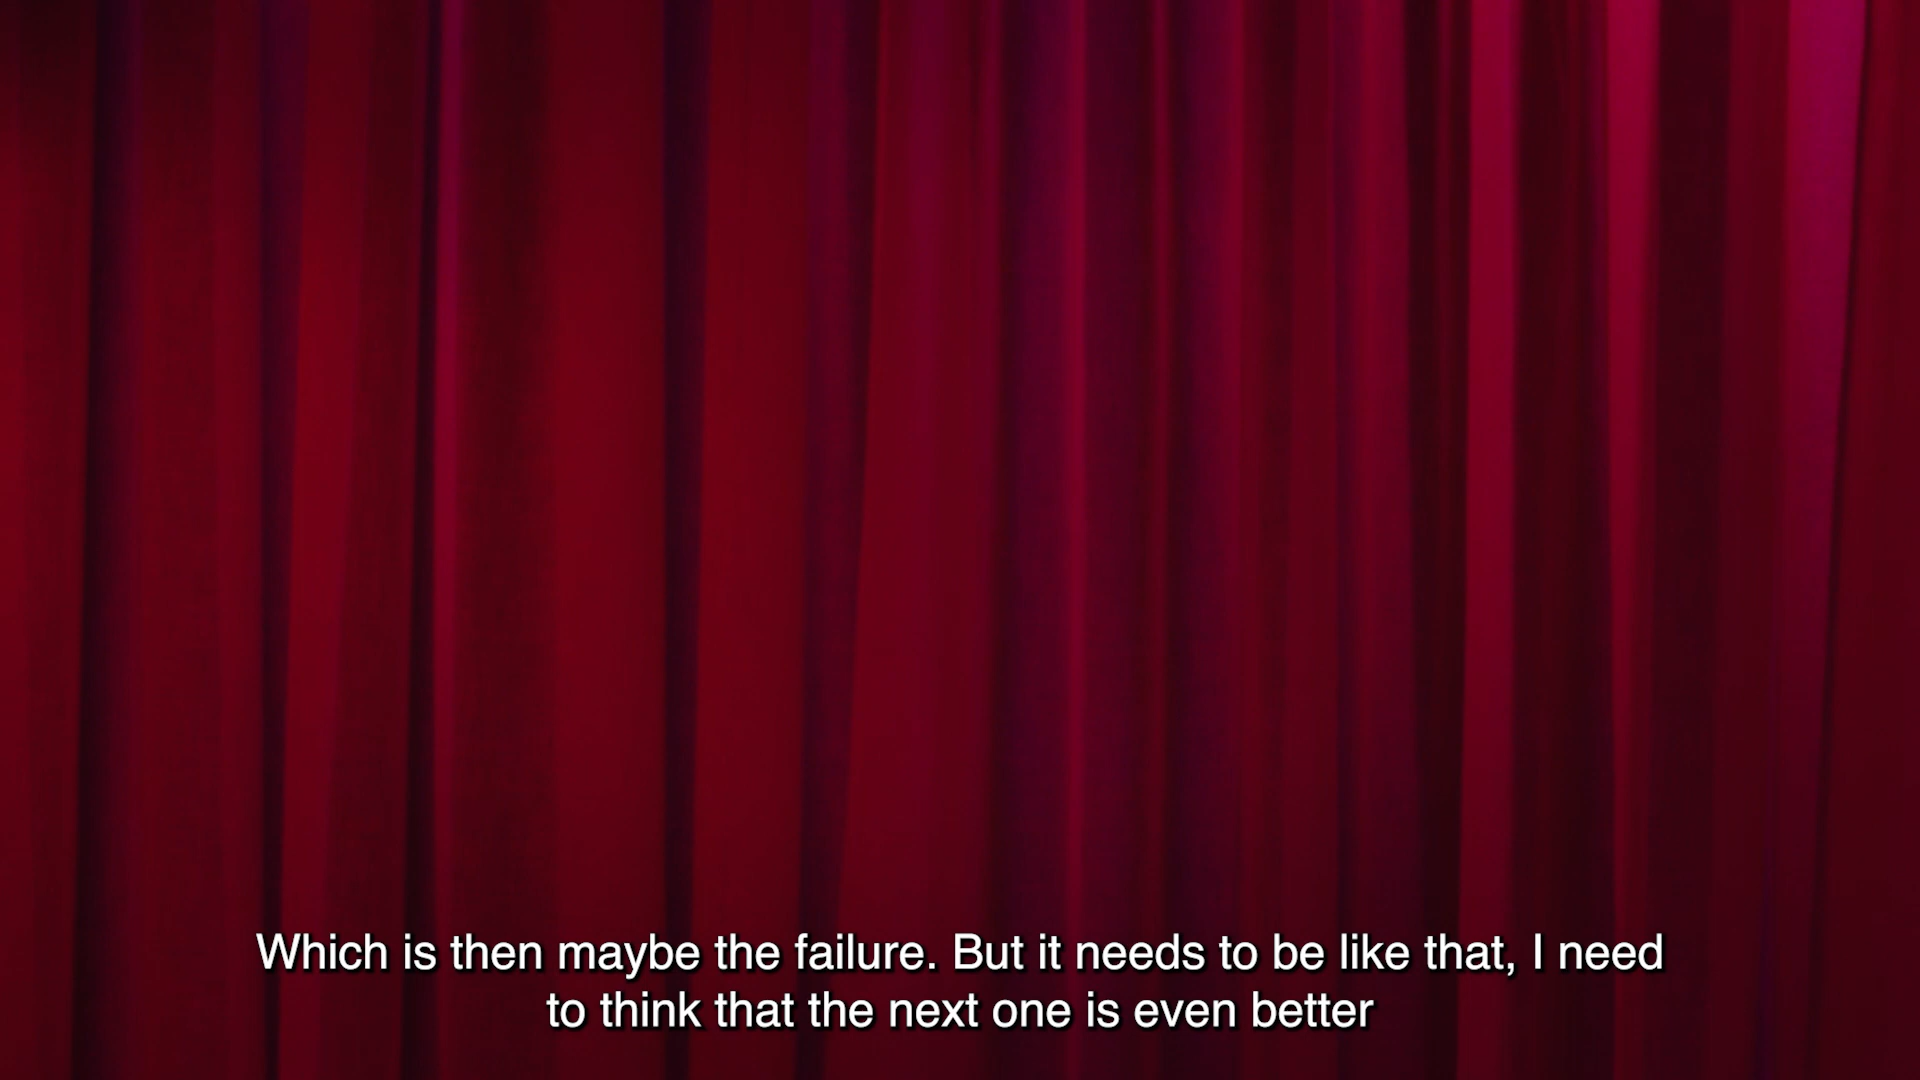 Which is then maybe the failure. But it needs to be like that, I need
to think that the next one is even better